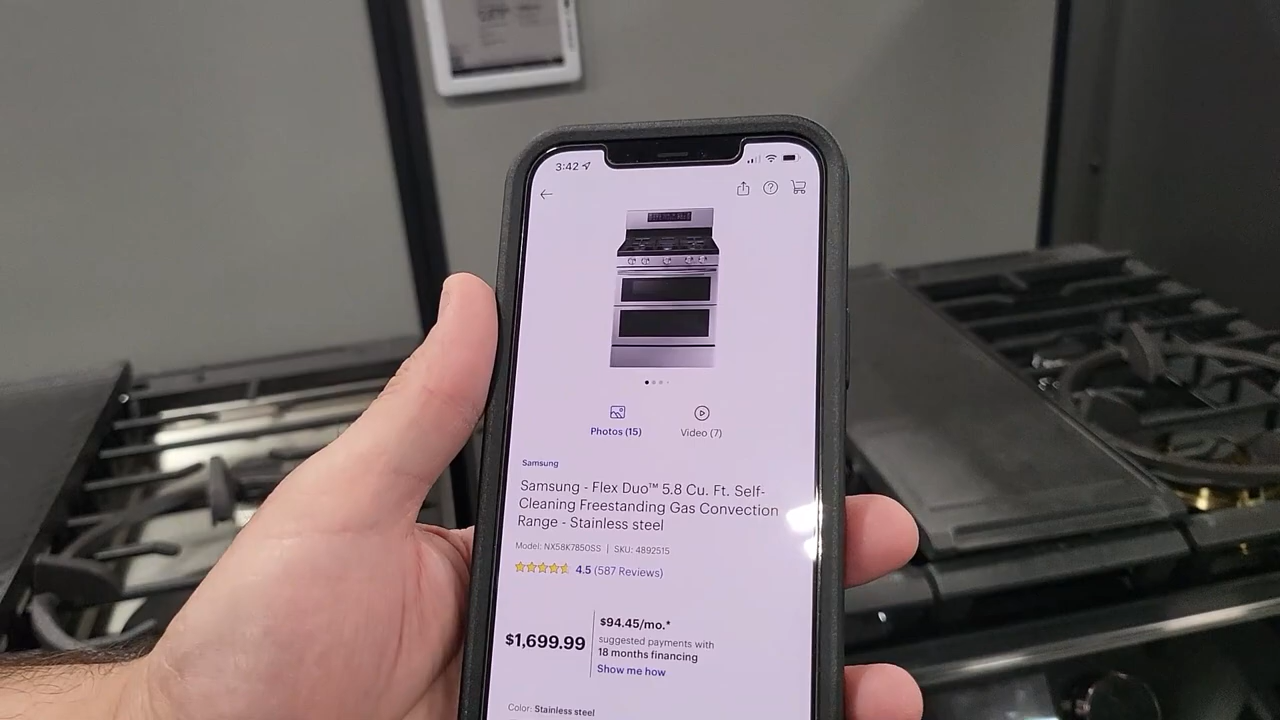 3:42
Photos (15)
Video (7)
Samsung
Samsung - Flex Duo™ 5.8 Cu. Ft. Self-
Cleaning Freestanding Gas Convection
Range - Stainless steel
Model: NX58K7850SS | SKU: 4892515
4.5 (587 Reviews)
$1,699.99
$94.45/mo.*
suggested payments with
18 months financing
Show me how
Color: Stainless steel